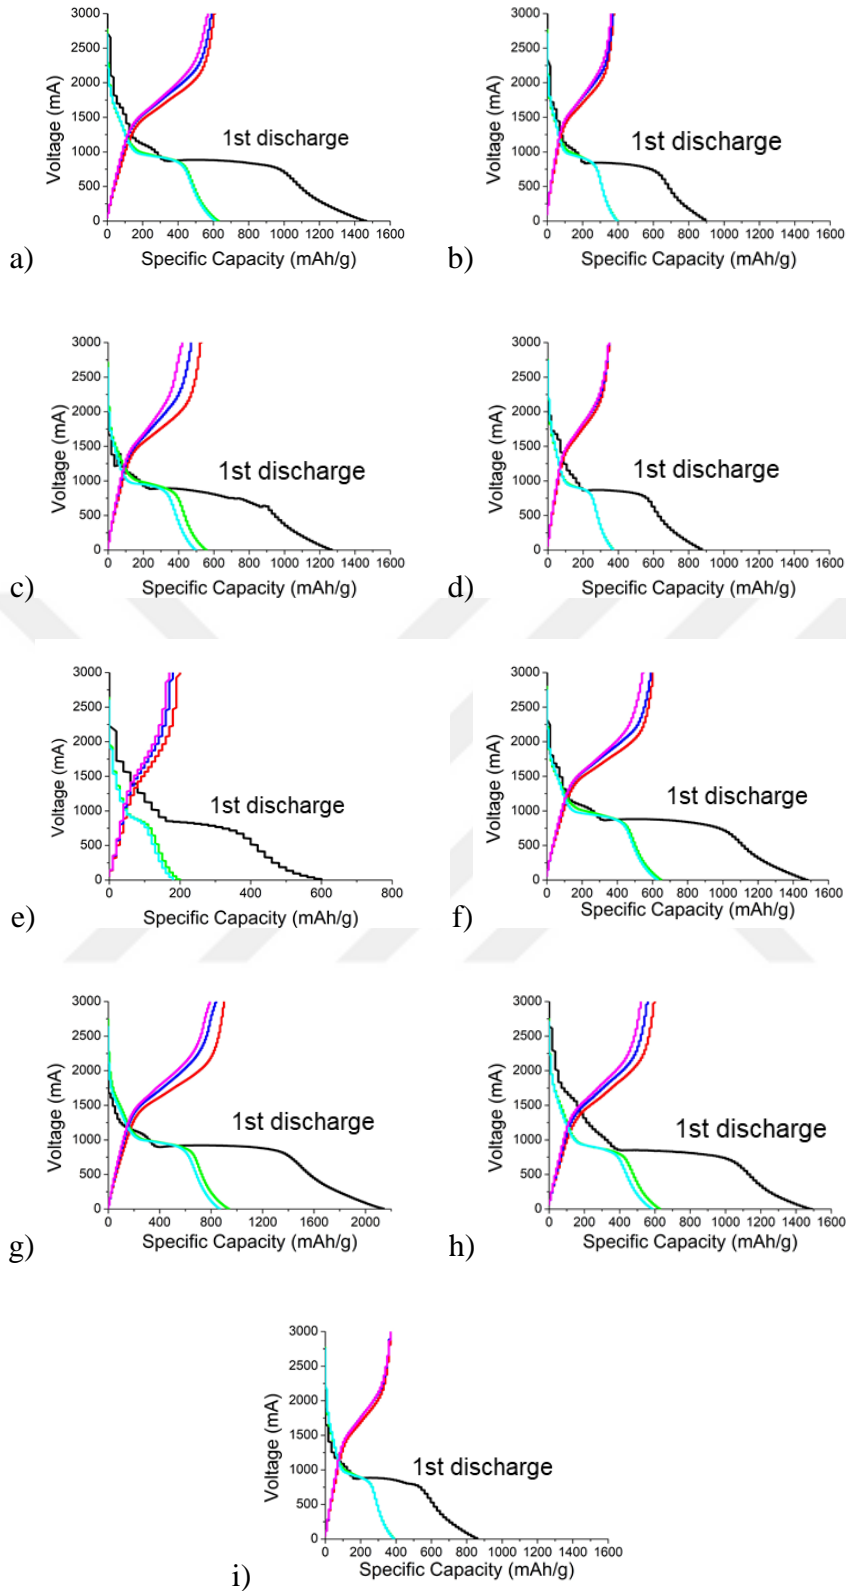 3000
2500
2000
1500
1000
500
0
Voltage (mA)
1st discharge
0 200 400 600 800 1000 1200 1400 1600
Specific Capacity (mAh/g)
a)
3000
2500
2000
1500
1000
500
0
Voltage (mA)
1st discharge
0 200 400 600 800 1000 1200 1400 1600
Specific Capacity (mAh/g)
b)
3000
2500
2000
1500
1000
500
0
Voltage (mA)
1st discharge
0 200 400 600 800 1000 1200 1400 1600
Specific Capacity (mAh/g)
c)
3000
2500
2000
1500
1000
500
0
Voltage (mA)
1st discharge
0 200 400 600 800 1000 1200 1400 1600
Specific Capacity (mAh/g)
d)
3000
2500
2000
1500
1000
500
0
Voltage (mA)
1st discharge
0 200 400 600 800
Specific Capacity (mAh/g)
e)
3000
2500
2000
1500
1000
500
0
Voltage (mA)
1st discharge
0 200 400 600 800 1000 1200 1400 1600
Specific Capacity (mAh/g)
f)
3000
2500
2000
1500
1000
500
0
Voltage (mA)
1st discharge
0 400 800 1200 1600 2000
Specific Capacity (mAh/g)
g)
3000
2500
2000
1500
1000
500
0
Voltage (mA)
1st discharge
0 200 400 600 800 1000 1200 1400 1600
Specific Capacity (mAh/g)
h)
3000
2500
2000
1500
1000
500
0
Voltage (mA)
1st discharge
0 200 400 600 800 1000 1200 1400 1600
Specific Capacity (mAh/g)
i)